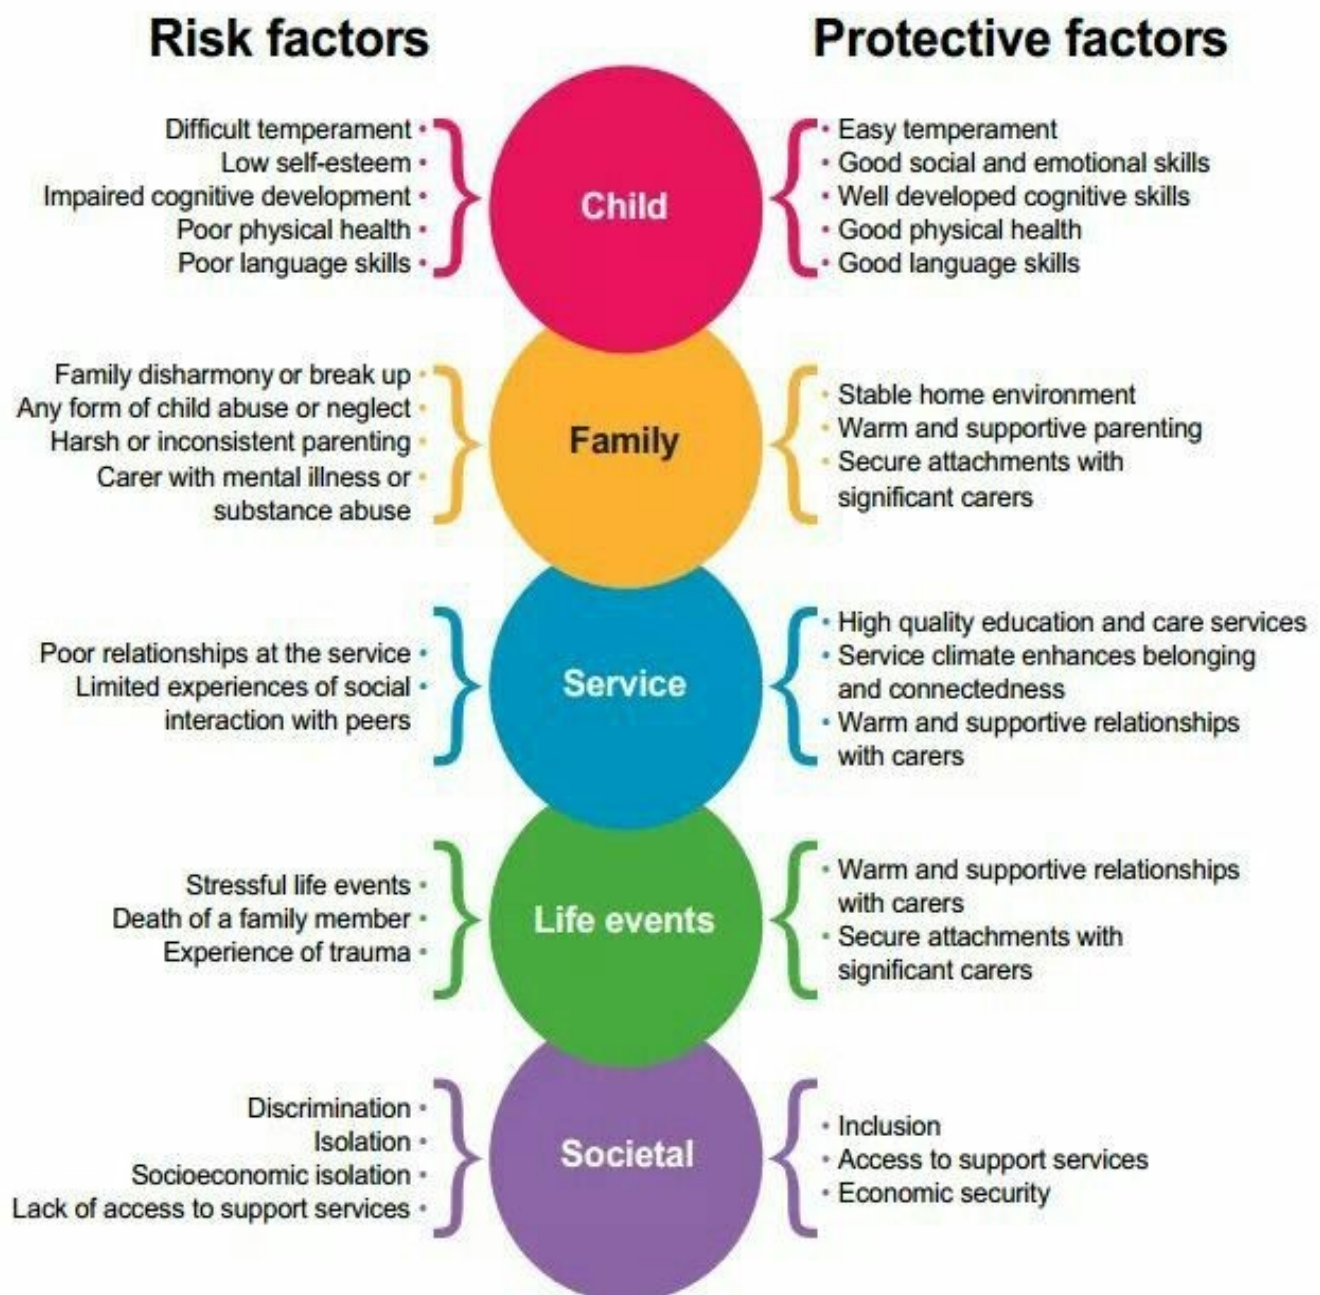 Risk factors
Protective factors
Difficult temperament •
Low self-esteem •
Impaired cognitive development •
Poor physical health •
Poor language skills •
Child
• Easy temperament
• Good social and emotional skills
• Well developed cognitive skills
• Good physical health
• Good language skills
Family disharmony or break up •
Any form of child abuse or neglect •
Harsh or inconsistent parenting •
Carer with mental illness or •
substance abuse
Family
• Stable home environment
• Warm and supportive parenting
• Secure attachments with
significant carers
Poor relationships at the service •
Limited experiences of social •
interaction with peers
Service
• High quality education and care services
• Service climate enhances belonging
and connectedness
• Warm and supportive relationships
with carers
Stressful life events •
Death of a family member •
Experience of trauma •
Life events
• Warm and supportive relationships
with carers
• Secure attachments with
significant carers
Discrimination •
Isolation •
Socioeconomic isolation •
Lack of access to support services •
Societal
• Inclusion
• Access to support services
• Economic security